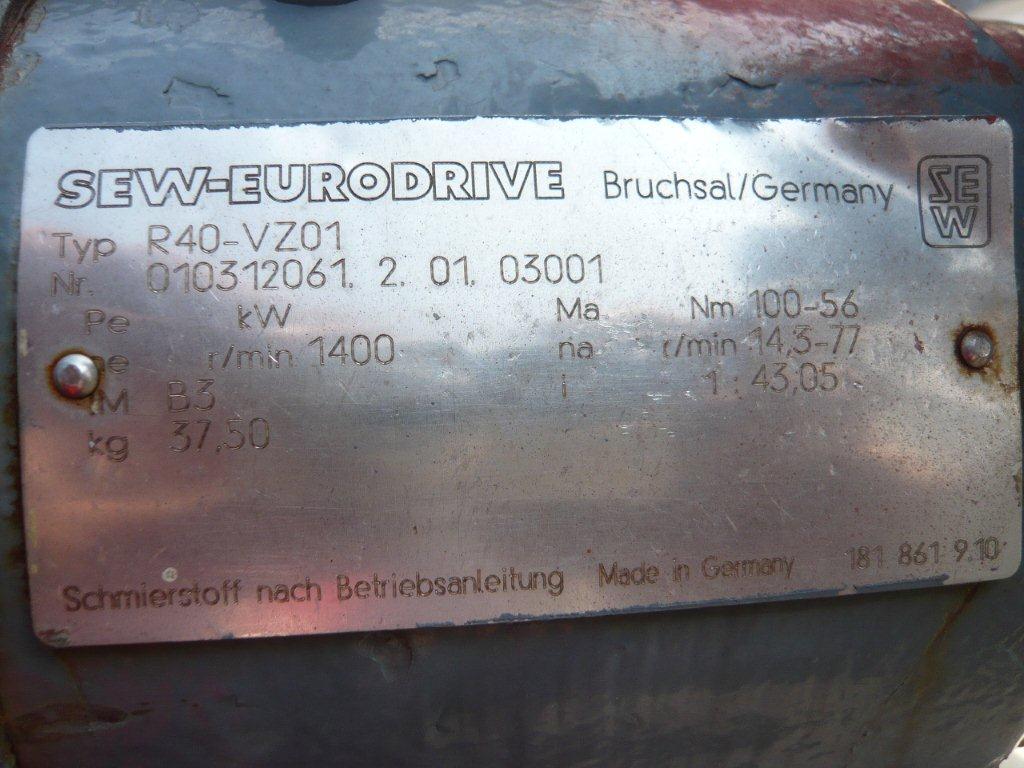 SEW-EURODRIVE Bruchsal/Germany SEW
Typ R40-VZ01
Nr. 010312061. 2. 01. 03001
Pe kW Ma Nm 100-56
ne r/min 1400 na r/min 14,3-77
IM B3 i 1 : 43,05
kg 37,50
Schmierstoff nach Betriebsanleitung Made in Germany 181 861 9.10